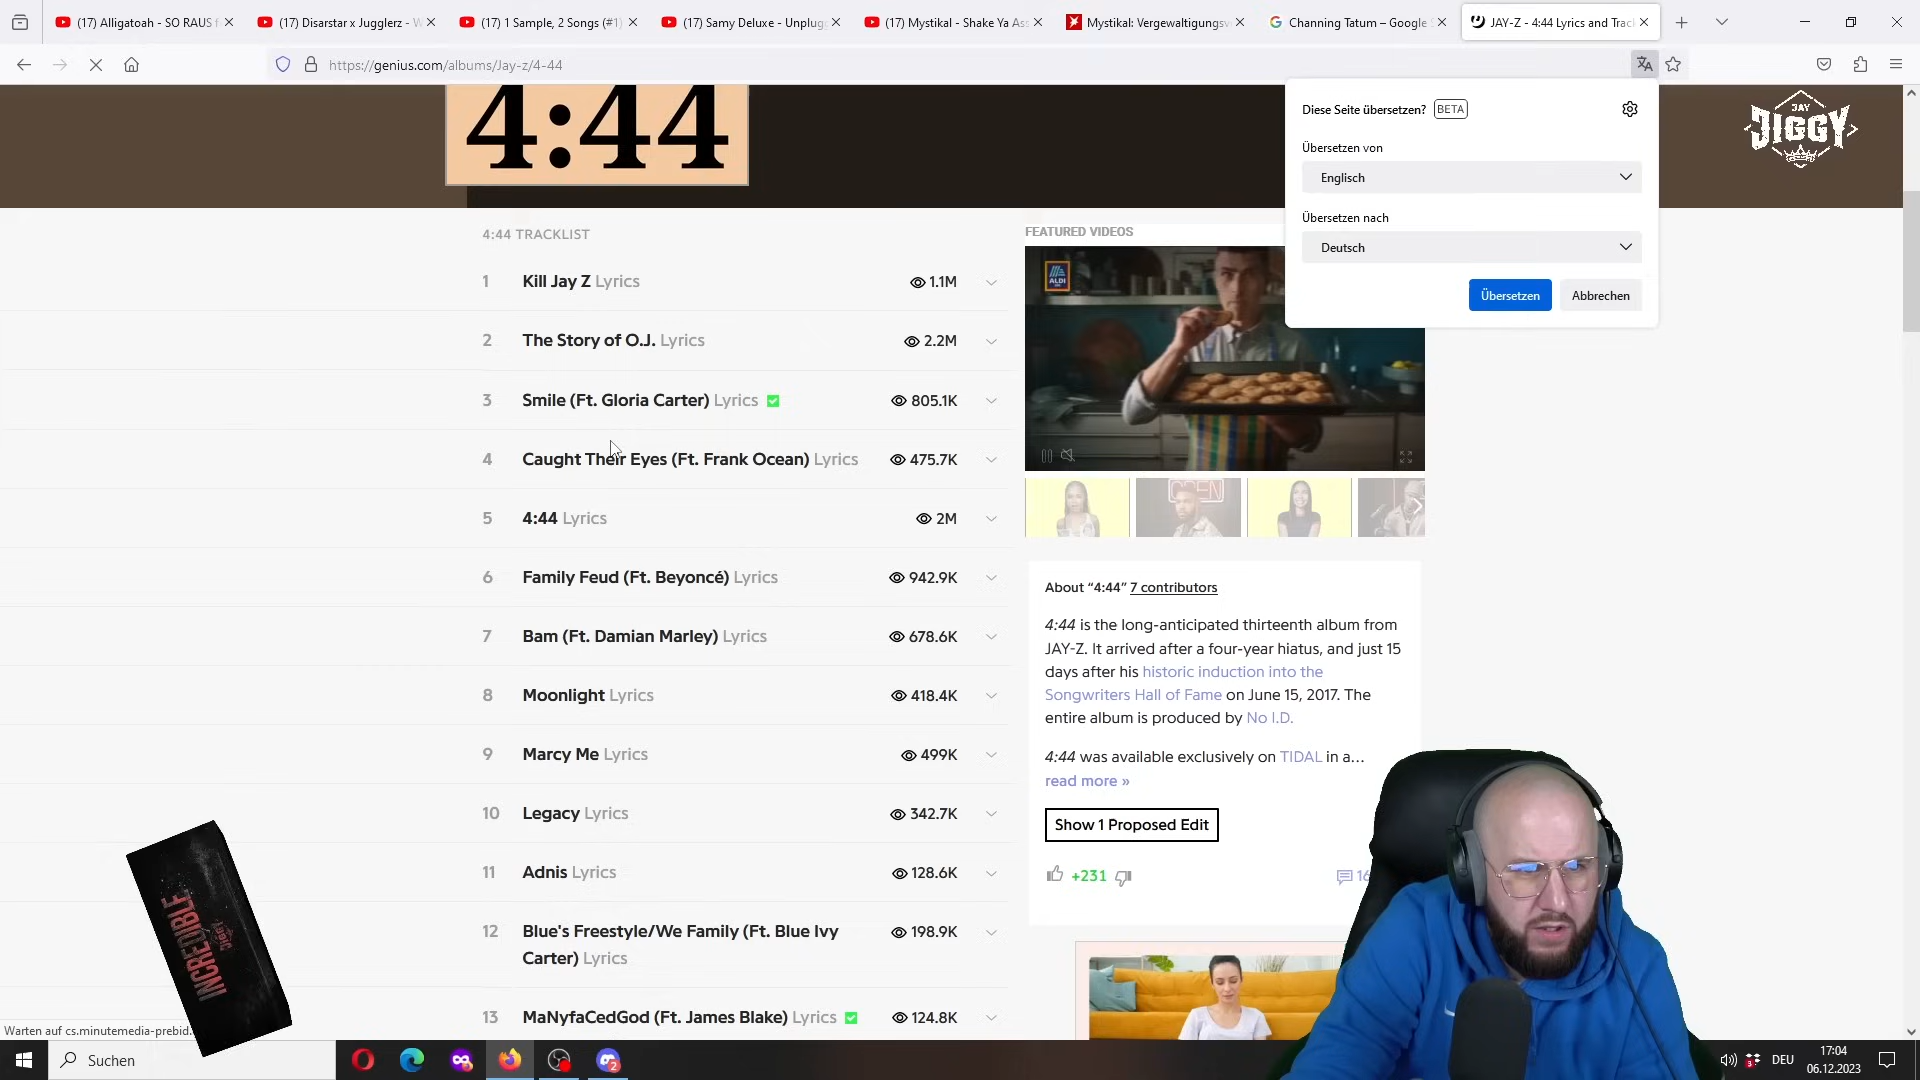 (17) Alligatoah - SO RAUS f
(17) Disarstar x Jugglerz - W
(17) 1 Sample, 2 Songs (#1)
(17) Samy Deluxe - Unplugg
(17) Mystikal - Shake Ya Ass
Mystikal: Vergewaltigungsv
Channing Tatum – Google S
JAY-Z - 4:44 Lyrics and Trac
https://genius.com/albums/Jay-z/4-44
4:44
Diese Seite übersetzen? BETA
Übersetzen von
Englisch
Übersetzen nach
Deutsch
Übersetzen Abbrechen
JAY
JIGGY
4:44 TRACKLIST
1 Kill Jay Z Lyrics 1.1M
2 The Story of O.J. Lyrics 2.2M
3 Smile (Ft. Gloria Carter) Lyrics 805.1K
4 Caught Their Eyes (Ft. Frank Ocean) Lyrics 475.7K
5 4:44 Lyrics 2M
6 Family Feud (Ft. Beyoncé) Lyrics 942.9K
7 Bam (Ft. Damian Marley) Lyrics 678.6K
8 Moonlight Lyrics 418.4K
9 Marcy Me Lyrics 499K
10 Legacy Lyrics 342.7K
11 Adnis Lyrics 128.6K
12 Blue's Freestyle/We Family (Ft. Blue Ivy 198.9K
Carter) Lyrics
13 MaNyfaCedGod (Ft. James Blake) Lyrics 124.8K
FEATURED VIDEOS
ALDI
OPEN
About “4:44” 7 contributors
4:44 is the long-anticipated thirteenth album from
JAY-Z. It arrived after a four-year hiatus, and just 15
days after his historic induction into the
Songwriters Hall of Fame on June 15, 2017. The
entire album is produced by No I.D.
4:44 was available exclusively on TIDAL in a…
read more »
Show 1 Proposed Edit
+231 16
INCREDIBLE
JIGGY
Warten auf cs.minutemedia-prebid.
Suchen
2
DEU
17:04
06.12.2023